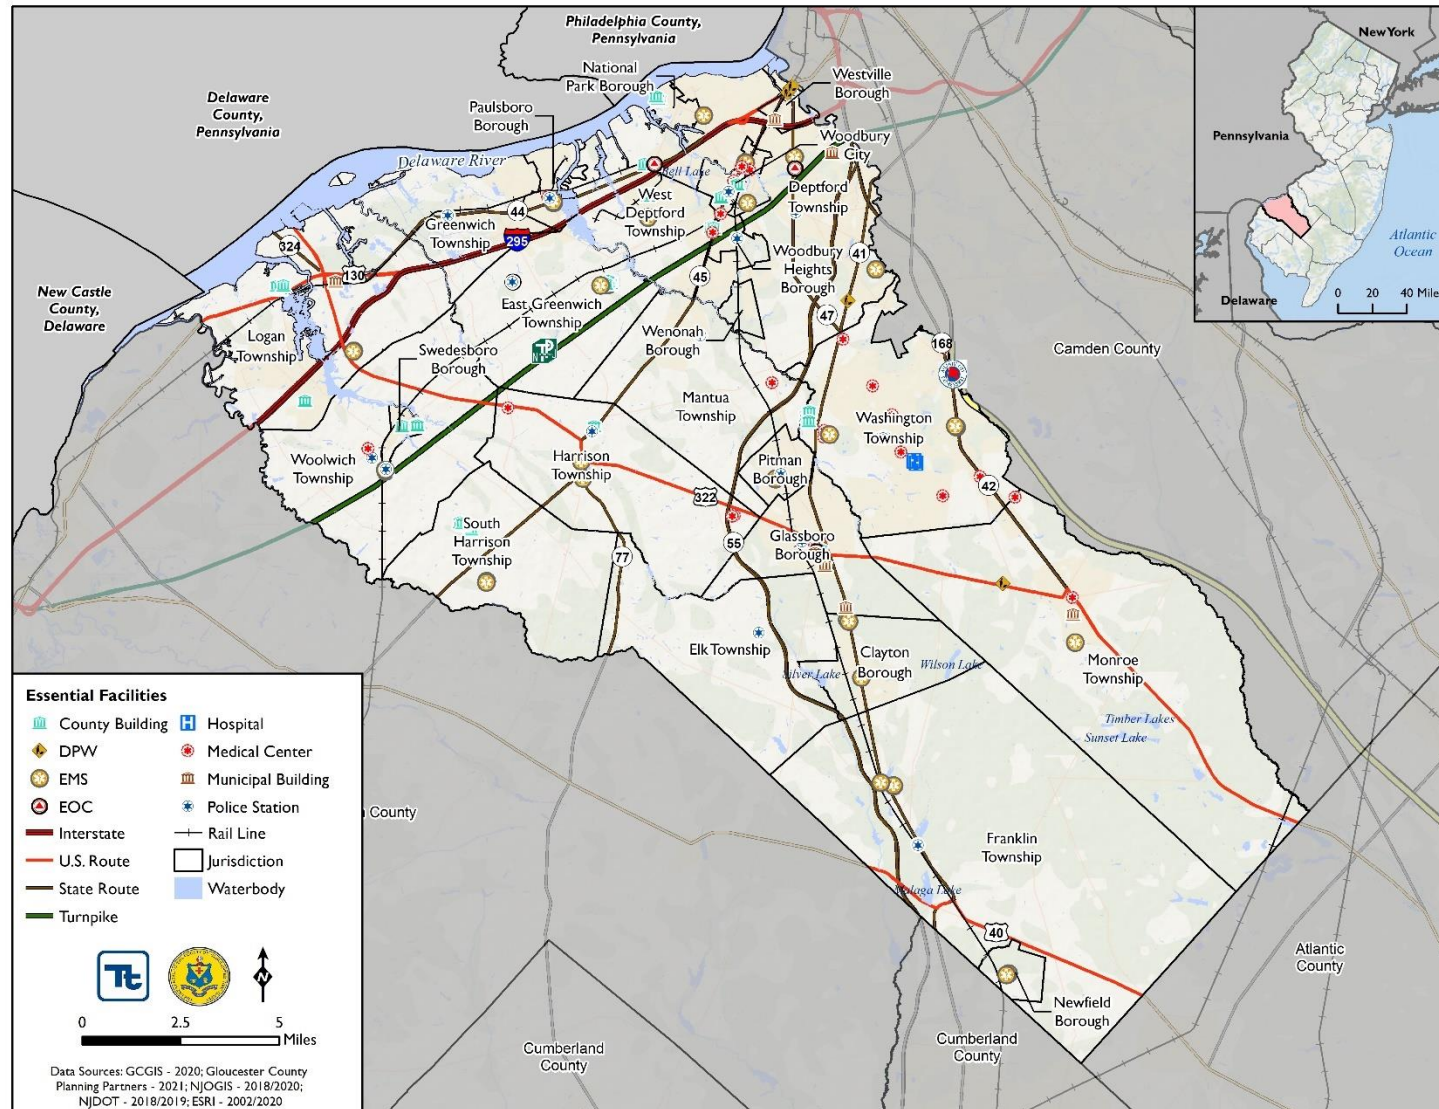 Philadelphia County,
Pennsylvania
National
Park Borough
Westville
Borough
Delaware
County,
Pennsylvania
Paulsboro
Borough
Woodbury
City
Delaware River
Bell Lake
Deptford
Township
West
Deptford
Township
44
Greenwich
Township
295
324
130
41
Woodbury
Heights
Borough
45
New Castle
County,
Delaware
East Greenwich
Township
47
Wenonah
Borough
Logan
Township
Swedesboro
Borough
168
Camden County
Mantua
Township
Washington
Township
Woolwich
Township
Harrison
Township
Pitman
Borough
H
322
42
South
Harrison
Township
Glassboro
Borough
55
77
Elk Township
Clayton
Borough
Silver Lake
Wilson Lake
Monroe
Township
Timber Lakes
Sunset Lake
County
Franklin
Township
Malaga Lake
40
Newfield
Borough
Atlantic
County
Cumberland
County
Cumberland
County
New York
Pennsylvania
Atlantic
Ocean
Delaware
0 20 40 Mile
Essential Facilities
County Building
Hospital
DPW
Medical Center
EMS
Municipal Building
EOC
Police Station
Interstate
Rail Line
U.S. Route
Jurisdiction
State Route
Waterbody
Turnpike
Tt
N
0 2.5 5
Miles
Data Sources: GCGIS - 2020; Gloucester County
Planning Partners - 2021; NJOGIS - 2018/2020;
NJDOT - 2018/2019; ESRI - 2002/2020